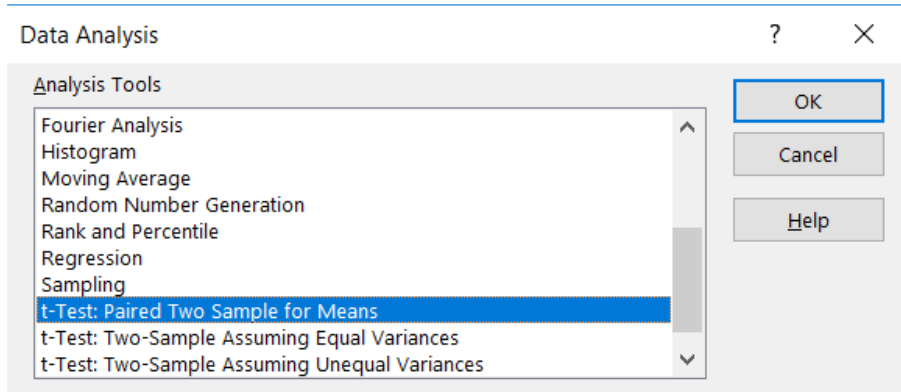 Data Analysis ? ×
Analysis Tools
Fourier Analysis
Histogram
Moving Average
Random Number Generation
Rank and Percentile
Regression
Sampling
t-Test: Paired Two Sample for Means
t-Test: Two-Sample Assuming Equal Variances
t-Test: Two-Sample Assuming Unequal Variances
OK
Cancel
Help